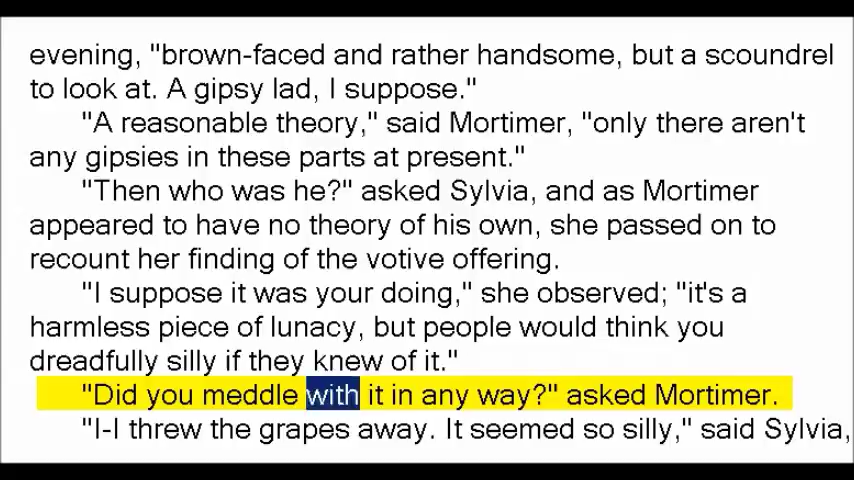 evening, "brown-faced and rather handsome, but a scoundrel
to look at. A gipsy lad, I suppose."
"A reasonable theory," said Mortimer, "only there aren't
any gipsies in these parts at present."
"Then who was he?" asked Sylvia, and as Mortimer
appeared to have no theory of his own, she passed on to
recount her finding of the votive offering.
"I suppose it was your doing," she observed; "it's a
harmless piece of lunacy, but people would think you
dreadfully silly if they knew of it."
"Did you meddle with it in any way?" asked Mortimer.
"I-I threw the grapes away. It seemed so silly," said Sylvia,